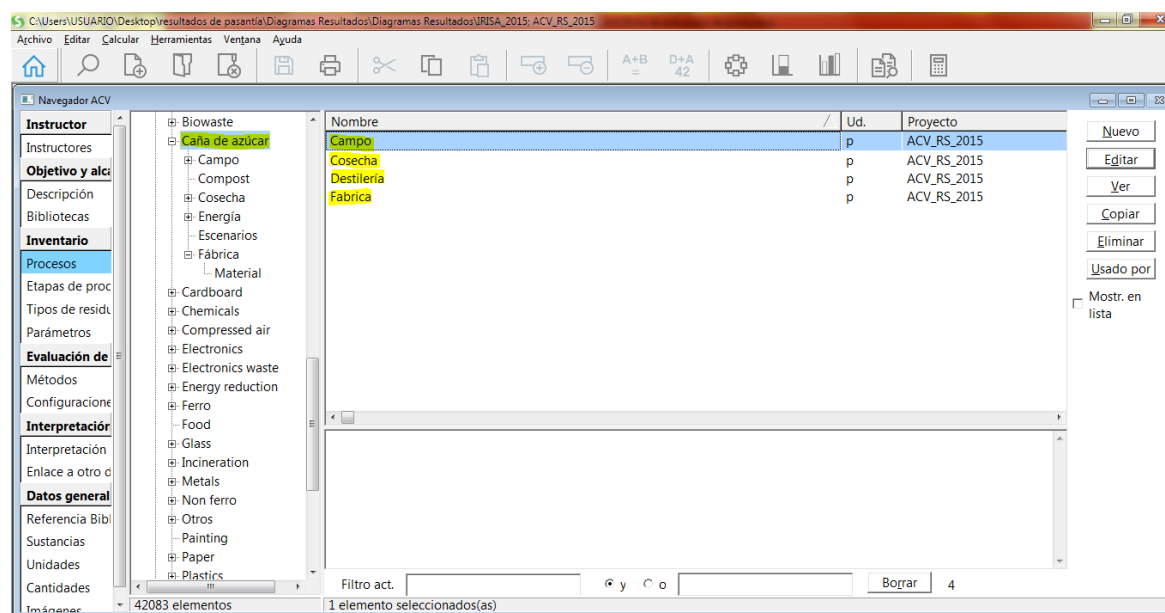 C:\Users\USUARIO\Desktop\resultados de pasantía\Diagramas Resultados\Diagramas Resultados\IRISA_2015; ACV_RS_2015
Archivo Editar Calcular Herramientas Ventana Ayuda
A+B
=
D+A
42
Navegador ACV
Instructor
Instructores
Objetivo y alca
Descripción
Bibliotecas
Inventario
Procesos
Etapas de proc
Tipos de residu
Parámetros
Evaluación de
Métodos
Configuracione
Interpretación
Interpretación
Enlace a otro d
Datos general
Referencia Bibl
Sustancias
Unidades
Cantidades
Imágenes
Biowaste
Caña de azúcar
Campo
Compost
Cosecha
Energía
Escenarios
Fábrica
Material
Cardboard
Chemicals
Compressed air
Electronics
Electronics waste
Energy reduction
Ferro
Food
Glass
Incineration
Metals
Non ferro
Otros
Painting
Paper
Plastics
42083 elementos
Nombre / Ud. Proyecto
Campo p ACV_RS_2015
Cosecha p ACV_RS_2015
Destilería p ACV_RS_2015
Fabrica p ACV_RS_2015
Filtro act. y o Borrar 4
1 elemento seleccionados(as)
Nuevo
Editar
Ver
Copiar
Eliminar
Usado por
Mostr. en
lista